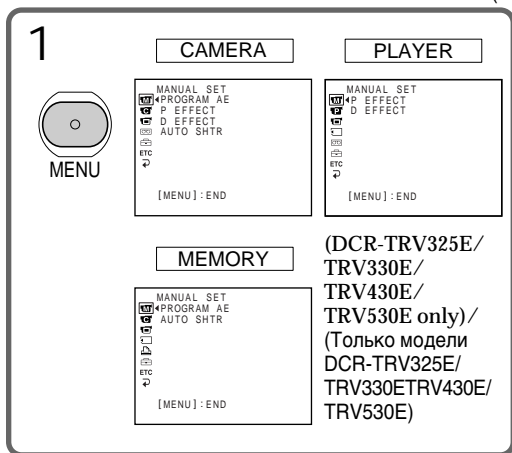 1
CAMERA
PLAYER
MENU
MANUAL SET
PROGRAM AE
P EFFECT
D EFFECT
AUTO SHTR
ETC
[MENU] : END
MANUAL SET
P EFFECT
D EFFECT
ETC
[MENU] : END
MEMORY
MANUAL SET
PROGRAM AE
AUTO SHTR
ETC
[MENU] : END
(DCR-TRV325E/
TRV330E/
TRV430E/
TRV530E only)/
(Только модели
DCR-TRV325E/
TRV330ETRV430E/
TRV530E)